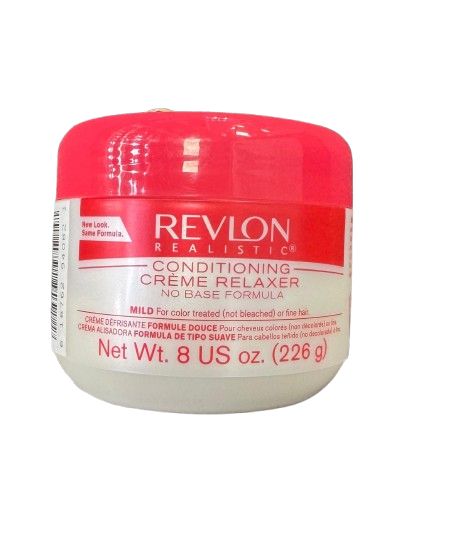 New Look.
Same Formula.
REVLON
REALISTIC®
CONDITIONING
CRÈME RELAXER
NO BASE FORMULA
MILD For color treated (not bleached) or fine hair.
CRÈME DÉFRISANTE FORMULE DOUCE Pour cheveux colorés (non décolorés) ou fins
CREMA ALISADORA FORMULA DE TIPO SUAVE Para cabellos teñido (no decolorado) o fino
Net Wt. 8 US oz. (226 g)